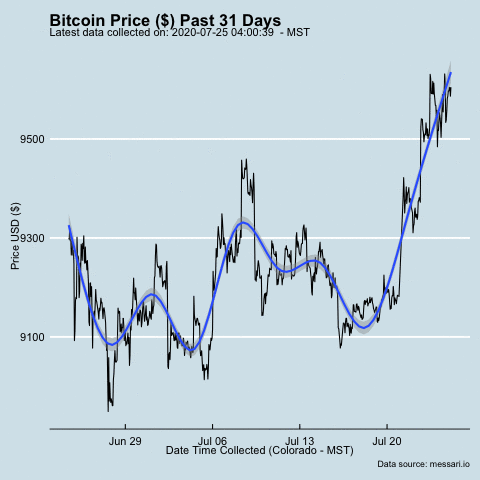 Bitcoin Price ($) Past 31 Days
Latest data collected on: 2020-07-25 04:00:39 - MST
Price USD ($)
9500
9300
9100
Jun 29
Jul 06
Jul 13
Jul 20
Date Time Collected (Colorado - MST)
Data source: messari.io